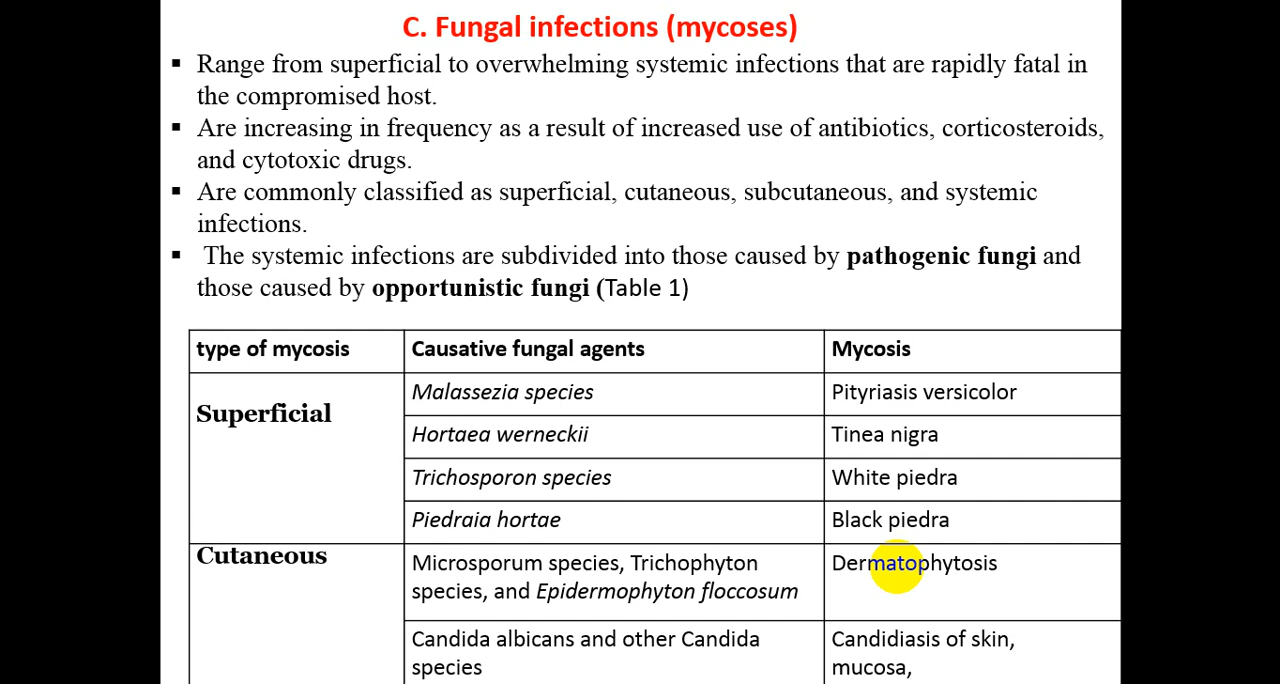 C. Fungal infections (mycoses)
▪ Range from superficial to overwhelming systemic infections that are rapidly fatal in
the compromised host.
▪ Are increasing in frequency as a result of increased use of antibiotics, corticosteroids,
and cytotoxic drugs.
▪ Are commonly classified as superficial, cutaneous, subcutaneous, and systemic
infections.
▪ The systemic infections are subdivided into those caused by pathogenic fungi and
those caused by opportunistic fungi (Table 1)
type of mycosis Causative fungal agents Mycosis
Superficial
Malassezia species Pityriasis versicolor
Hortaea werneckii Tinea nigra
Trichosporon species White piedra
Piedraia hortae Black piedra
Cutaneous
Microsporum species, Trichophyton
species, and Epidermophyton floccosum
Dermatophytosis
Candida albicans and other Candida
species
Candidiasis of skin,
mucosa,